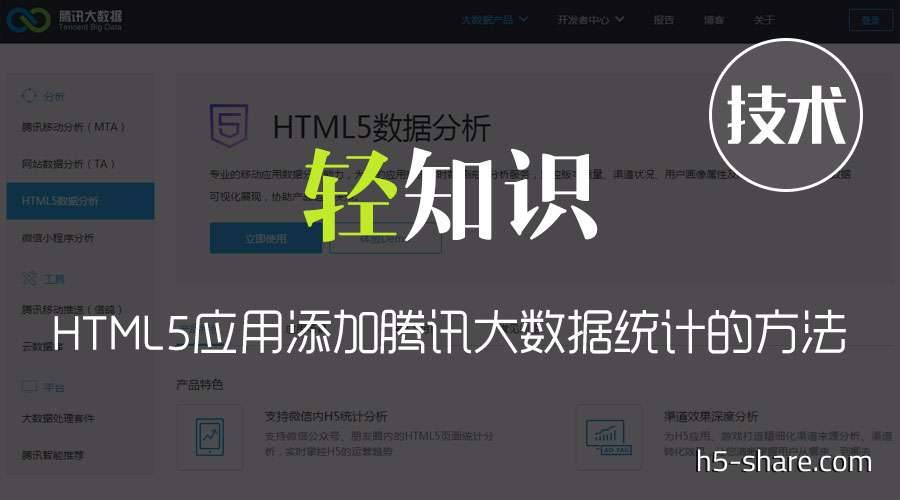 腾讯大数据
Tencent Big Data
大数据产品
开发者中心
报告
博客
关于
登录
技术
分析
腾讯移动分析（MTA）
网站数据分析（TA）
HTML5数据分析
微信小程序分析
工具
腾讯移动推送（信鸽）
平台
大数据处理套件
腾讯智能推荐
HTML5数据分析
专业的移动应用数据分析
渠道状况、用户画像属性及
数据
可视化展现，协助产品
轻知识
立即使用
HTML5应用添加腾讯大数据统计的方法
产品特色
支持微信内H5统计分析
支持微信公众号、朋友圈内的HTML5页面统计分
析，实时掌控H5的运营趋势
渠道效果深度分析
AD TAG
为H5应用、游戏打造精细化渠道来源分析、渠道
h5-share.com